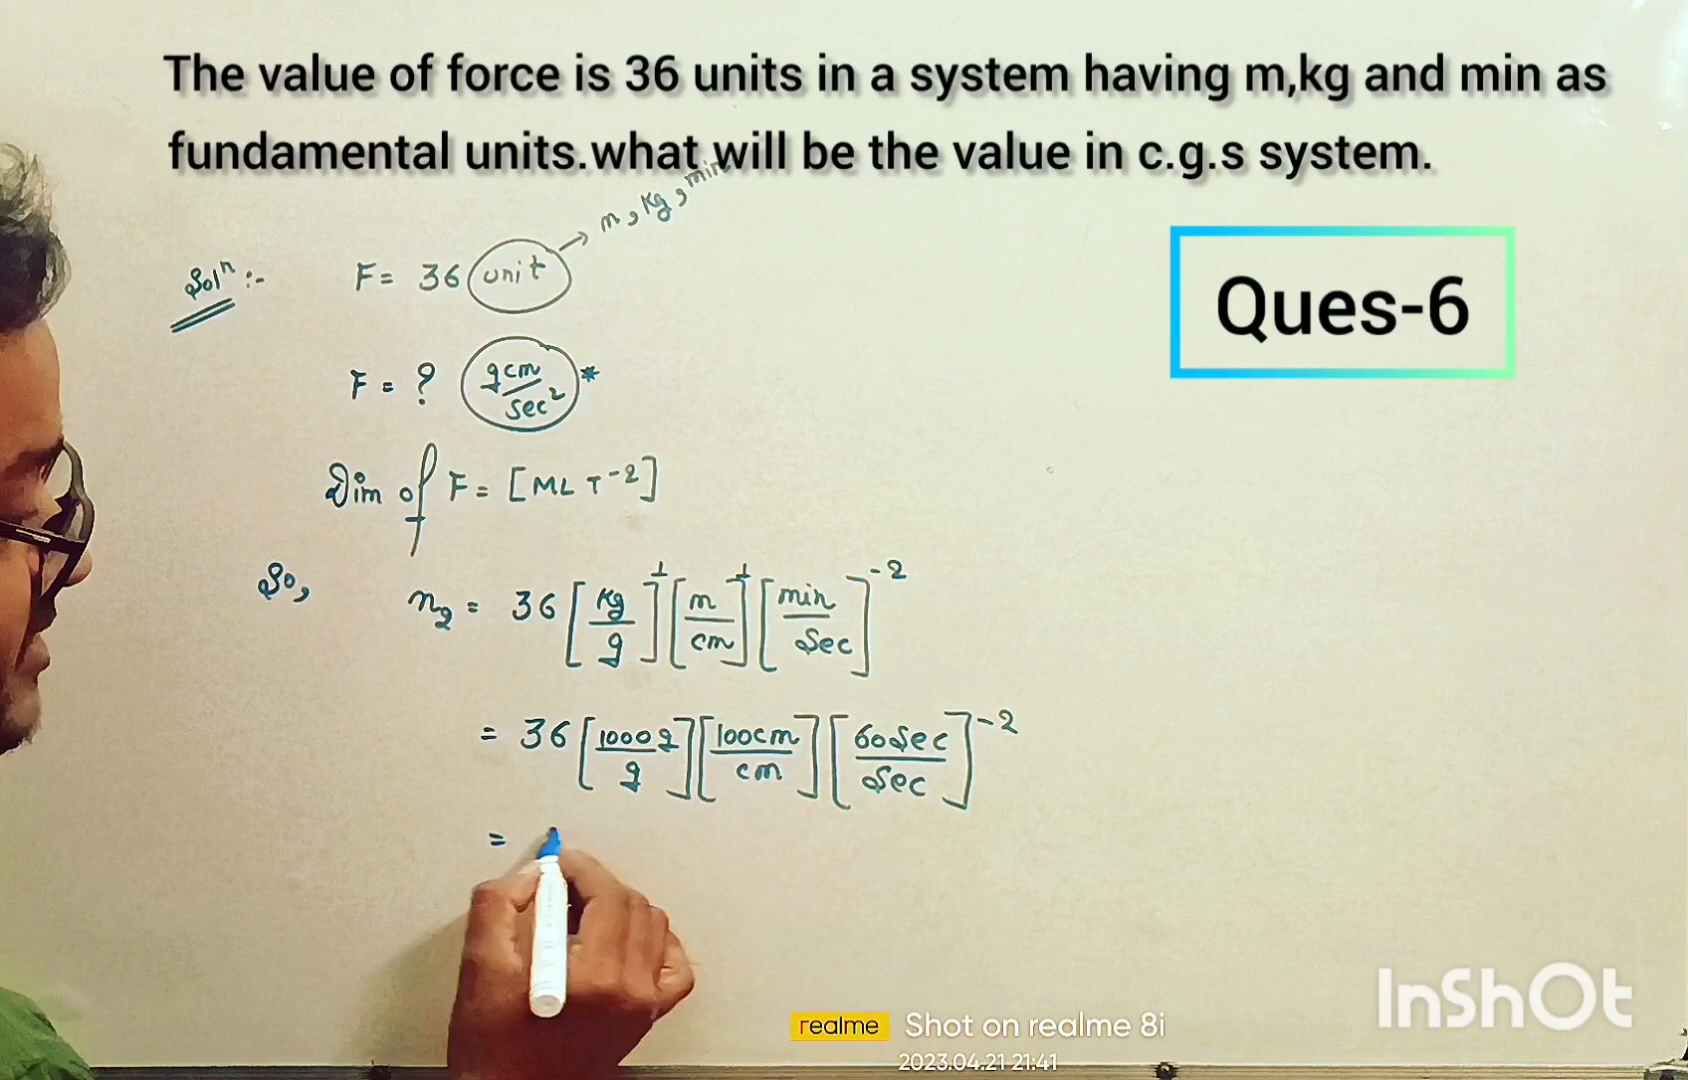 The value of force is 36 units in a system having m,kg and min as
fundamental units.what will be the value in c.g.s system.
m, kg, min
Solⁿ :- F = 36 unit →
Ques-6
F = ? g cm / sec² *
Dim of F = [MLT⁻²]
So, n₂ = 36 [kg/g]¹ [m/cm]¹ [min/Sec]⁻²
= 36 [1000g/g] [100cm/cm] [60Sec/Sec]⁻²
=
InShOt
realme Shot on realme 8i
2023.04.21 21:41